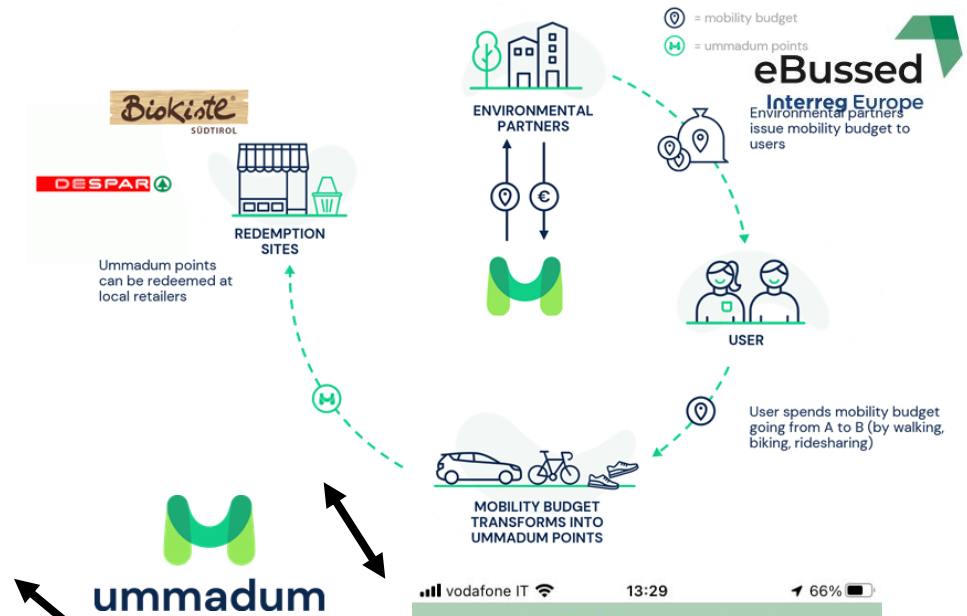 = mobility budget
= ummadum points
eBussed
Interreg Europe
Biokiste®
SÜDTIROL
DESPAR
ENVIRONMENTAL
PARTNERS
Environmental partners
issue mobility budget to
users
€
REDEMPTION
SITES
Ummadum points
can be redeemed at
local retailers
USER
User spends mobility budget
going from A to B (by walking,
biking, ridesharing)
MOBILITY BUDGET
TRANSFORMS INTO
UMMADUM POINTS
ummadum
vodafone IT
13:29
66%